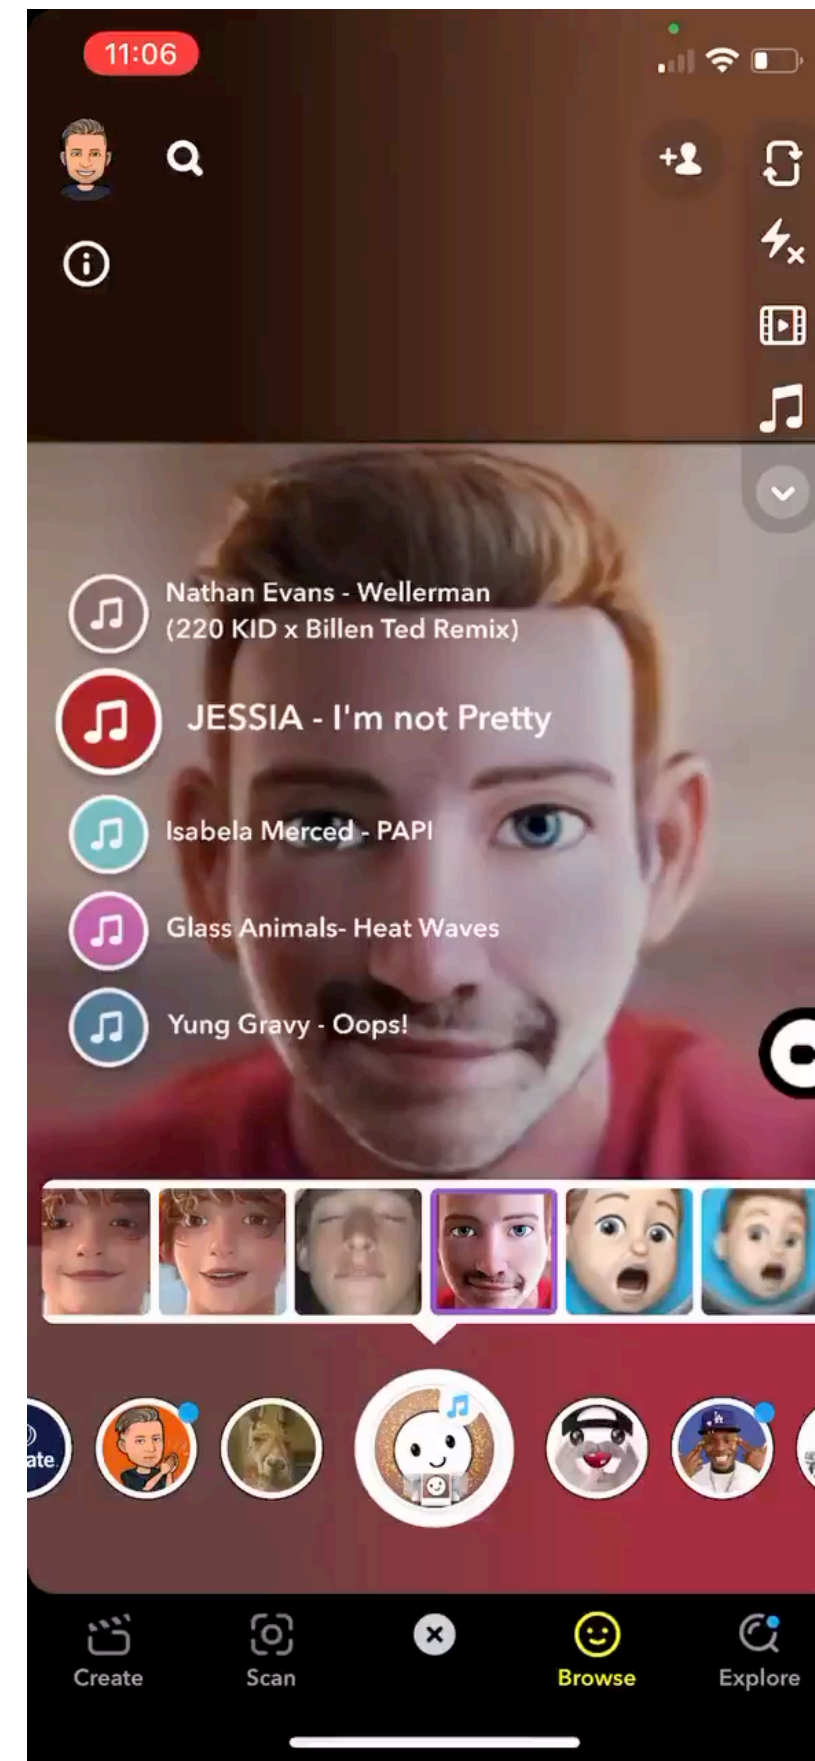 11:06
Nathan Evans - Wellerman
(220 KID x Billen Ted Remix)
JESSIA - I'm not Pretty
Isabela Merced - PAPI
Glass Animals- Heat Waves
Yung Gravy - Oops!
ate.
LA
Create
Scan
Browse
Explore